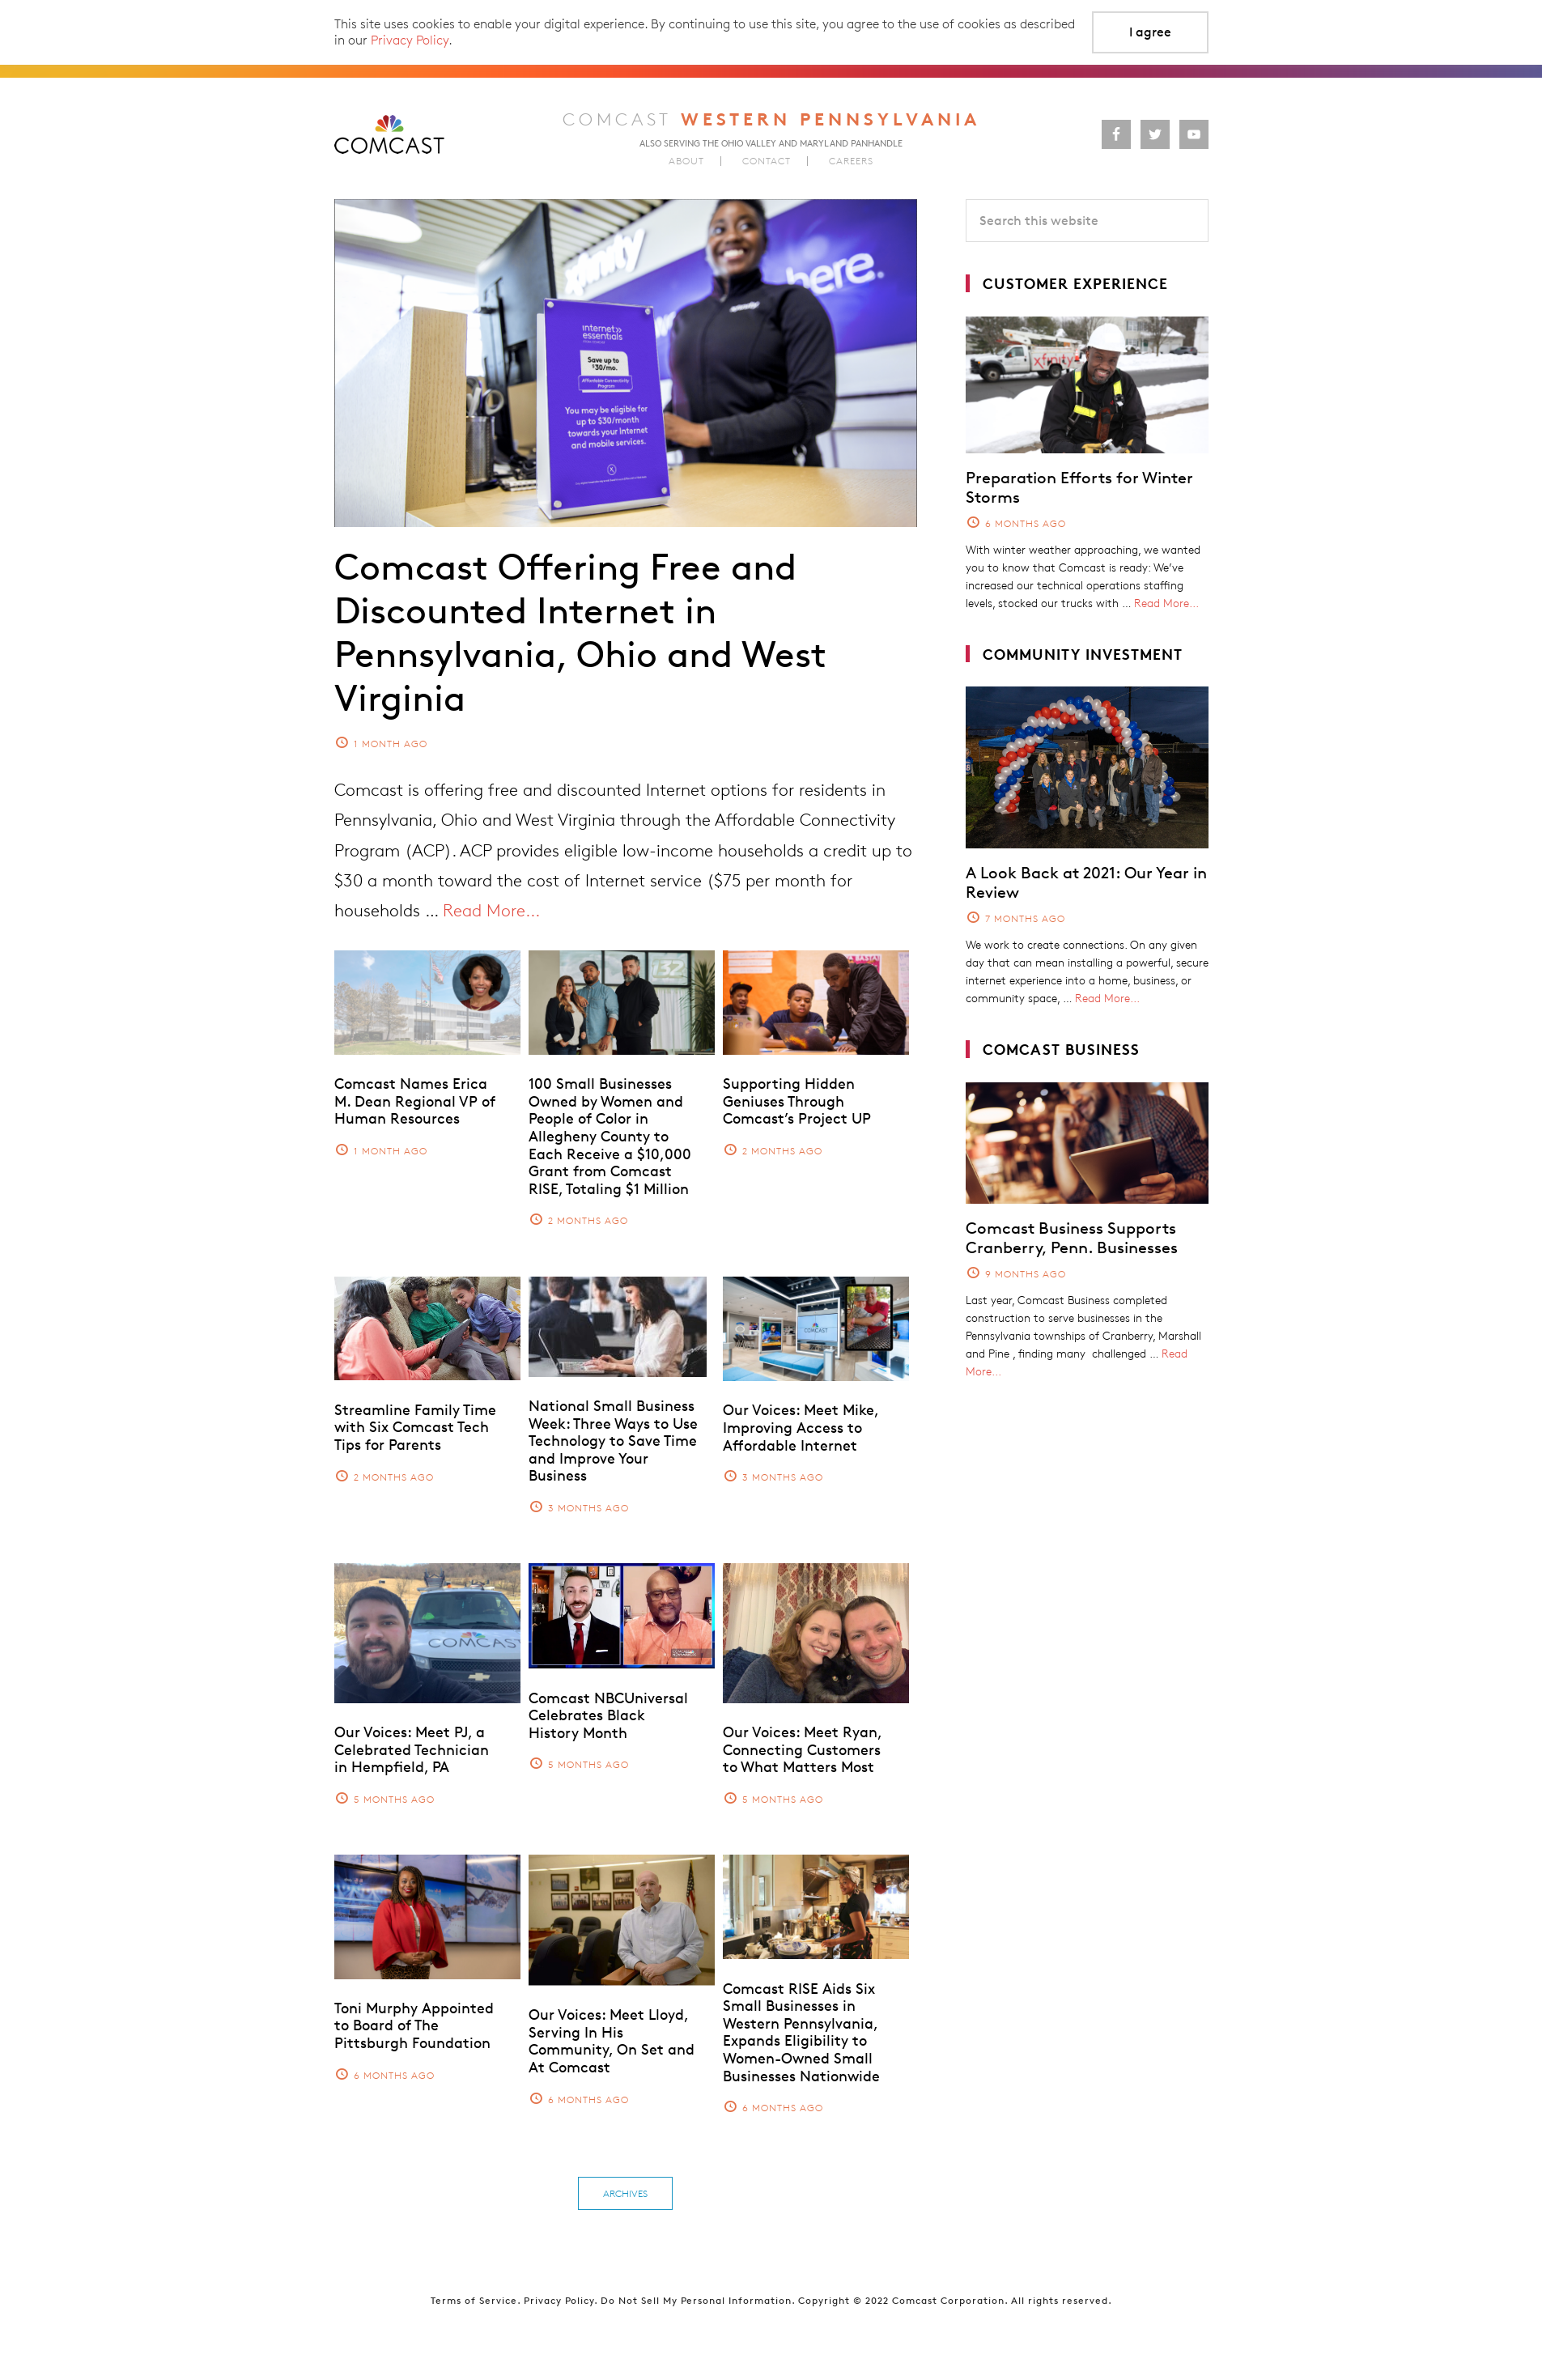 This site uses cookies to enable your digital experience. By continuing to use this site, you agree to the use of cookies as described
in our Privacy Policy.
I agree
COMCAST
COMCAST WESTERN PENNSYLVANIA
ALSO SERVING THE OHIO VALLEY AND MARYLAND PANHANDLE
ABOUT | CONTACT | CAREERS
xfinity
here.
internet
essentials
Save up to
$30/mo.
Affordable Connectivity
Program
You may be eligible for
up to $30/month
towards your Internet
and mobile services.
Comcast Offering Free and
Discounted Internet in
Pennsylvania, Ohio and West
Virginia
1 MONTH AGO
Comcast is offering free and discounted Internet options for residents in
Pennsylvania, Ohio and West Virginia through the Affordable Connectivity
Program (ACP). ACP provides eligible low-income households a credit up to
$30 a month toward the cost of Internet service ($75 per month for
households … Read More...
Comcast Names Erica
M. Dean Regional VP of
Human Resources
1 MONTH AGO
132
100 Small Businesses
Owned by Women and
People of Color in
Allegheny County to
Each Receive a $10,000
Grant from Comcast
RISE, Totaling $1 Million
2 MONTHS AGO
Supporting Hidden
Geniuses Through
Comcast’s Project UP
2 MONTHS AGO
Streamline Family Time
with Six Comcast Tech
Tips for Parents
2 MONTHS AGO
National Small Business
Week: Three Ways to Use
Technology to Save Time
and Improve Your
Business
3 MONTHS AGO
COMCAST
Our Voices: Meet Mike,
Improving Access to
Affordable Internet
3 MONTHS AGO
COMCAST
Our Voices: Meet PJ, a
Celebrated Technician
in Hempfield, PA
5 MONTHS AGO
Comcast NBCUniversal
Celebrates Black
History Month
5 MONTHS AGO
Our Voices: Meet Ryan,
Connecting Customers
to What Matters Most
5 MONTHS AGO
Toni Murphy Appointed
to Board of The
Pittsburgh Foundation
6 MONTHS AGO
Our Voices: Meet Lloyd,
Serving In His
Community, On Set and
At Comcast
6 MONTHS AGO
Comcast RISE Aids Six
Small Businesses in
Western Pennsylvania,
Expands Eligibility to
Women-Owned Small
Businesses Nationwide
6 MONTHS AGO
ARCHIVES
Search this website
CUSTOMER EXPERIENCE
xfinity
Preparation Efforts for Winter
Storms
6 MONTHS AGO
With winter weather approaching, we wanted
you to know that Comcast is ready: We’ve
increased our technical operations staffing
levels, stocked our trucks with … Read More...
COMMUNITY INVESTMENT
A Look Back at 2021: Our Year in
Review
7 MONTHS AGO
We work to create connections. On any given
day that can mean installing a powerful, secure
internet experience into a home, business, or
community space, … Read More...
COMCAST BUSINESS
Comcast Business Supports
Cranberry, Penn. Businesses
9 MONTHS AGO
Last year, Comcast Business completed
construction to serve businesses in the
Pennsylvania townships of Cranberry, Marshall
and Pine , finding many  challenged … Read
More...
Terms of Service. Privacy Policy. Do Not Sell My Personal Information. Copyright © 2022 Comcast Corporation. All rights reserved.